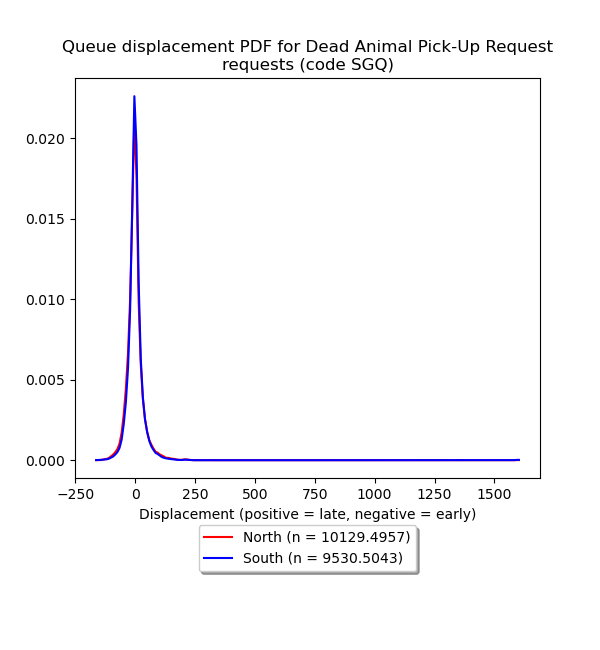 Queue displacement PDF for Dead Animal Pick-Up Request
requests (code SGQ)
0.020
0.015
0.010
0.005
0.000
−250 0 250 500 750 1000 1250 1500
Displacement (positive = late, negative = early)
North (n = 10129.4957)
South (n = 9530.5043)